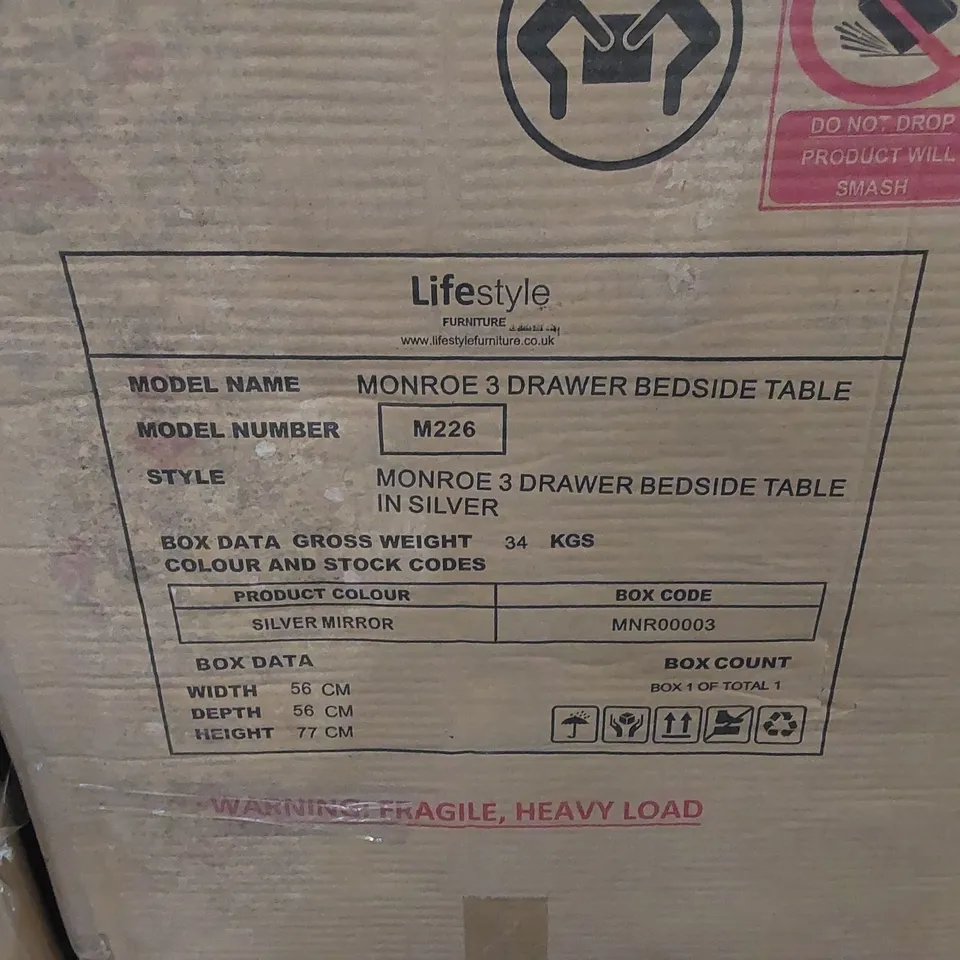 DO NOT DROP
PRODUCT WILL
SMASH
Lifestyle
FURNITURE
www.lifestylefurniture.co.uk
MODEL NAME MONROE 3 DRAWER BEDSIDE TABLE
MODEL NUMBER M226
STYLE MONROE 3 DRAWER BEDSIDE TABLE
IN SILVER
BOX DATA GROSS WEIGHT 34 KGS
COLOUR AND STOCK CODES
PRODUCT COLOUR BOX CODE
SILVER MIRROR MNR00003
BOX DATA BOX COUNT
WIDTH 56 CM BOX 1 OF TOTAL 1
DEPTH 56 CM
HEIGHT 77 CM
WARNING: FRAGILE, HEAVY LOAD